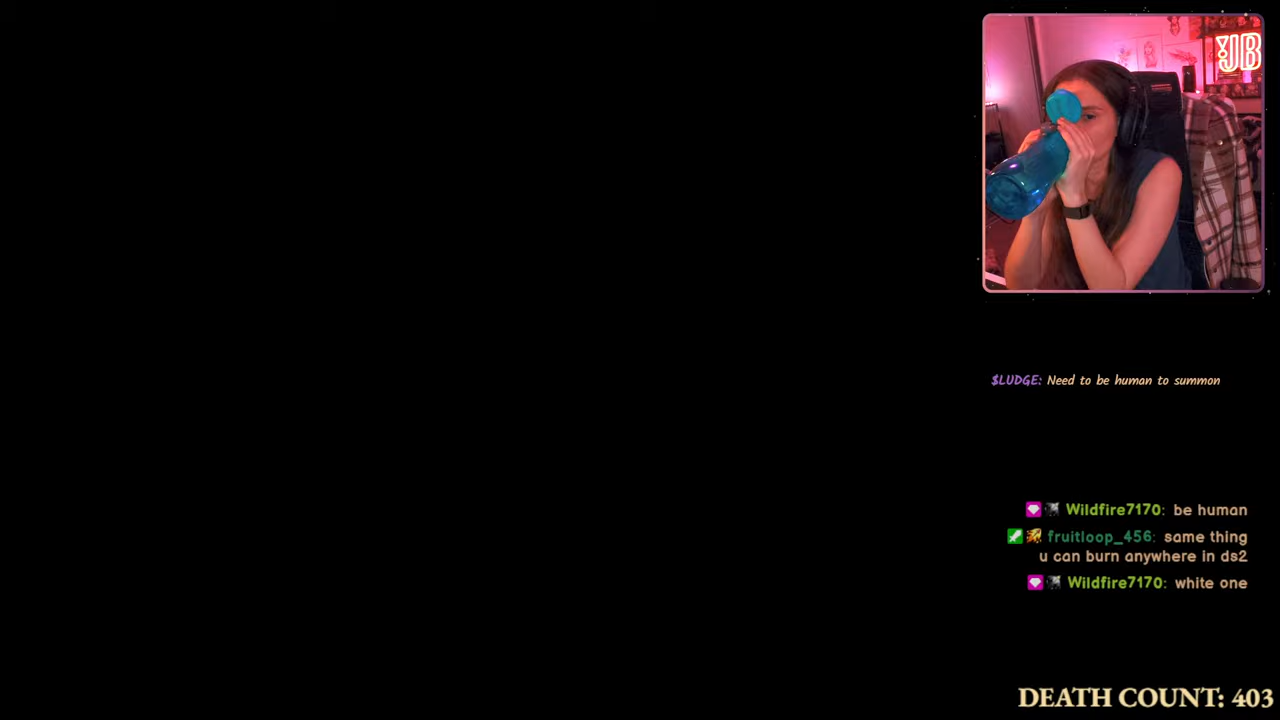 JB
$LUDGE: Need to be human to summon
Wildfire7170: be human
fruitloop_456: same thing
u can burn anywhere in ds2
Wildfire7170: white one
DEATH COUNT: 403